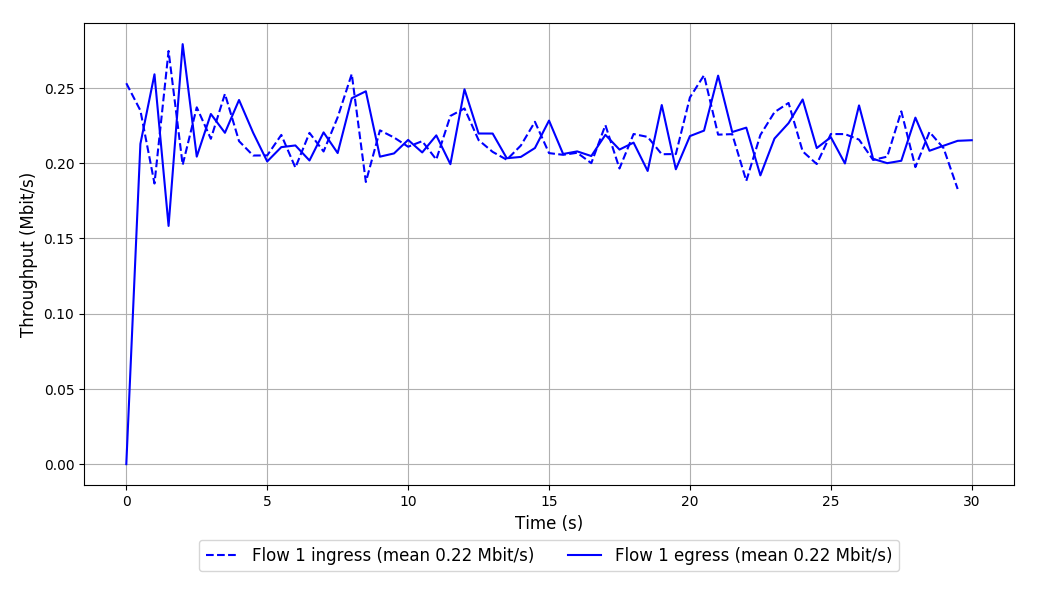 Throughput (Mbit/s)
0.25
0.20
0.15
0.10
0.05
0.00
0 5 10 15 20 25 30
Time (s)
Flow 1 ingress (mean 0.22 Mbit/s) Flow 1 egress (mean 0.22 Mbit/s)